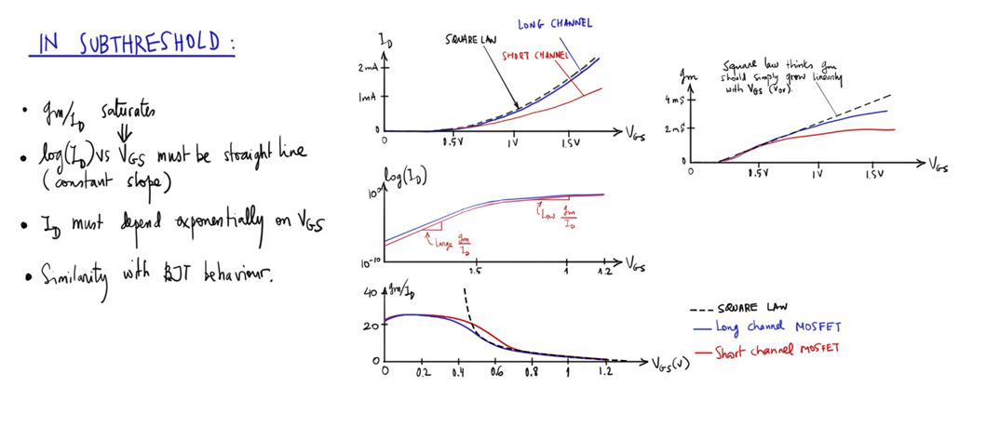 IN SUBTHRESHOLD :
• gm/ID saturates
⇓
• log(ID) vs VGS must be straight line
(constant slope)
• ID must depend exponentially on VGS
• Similarity with BJT behaviour.
ID
LONG CHANNEL
SQUARE LAW
SHORT CHANNEL
2mA
1mA
0
0 0.5V 1V 1.5V VGS
log(ID)
10⁰
Low gm/ID
Large gm/ID
10⁻¹⁰
0.5 1 1.2 VGS
40 gm/ID
20
0
0 0.2 0.4 0.6 0.8 1 1.2 VGS(V)
gm
Square law thinks gm
should simply grow linearly
with VGS (VOV).
4mS
2mS
0
0 0.5V 1V 1.5V VGS
--- SQUARE LAW
— Long channel MOSFET
— Short channel MOSFET